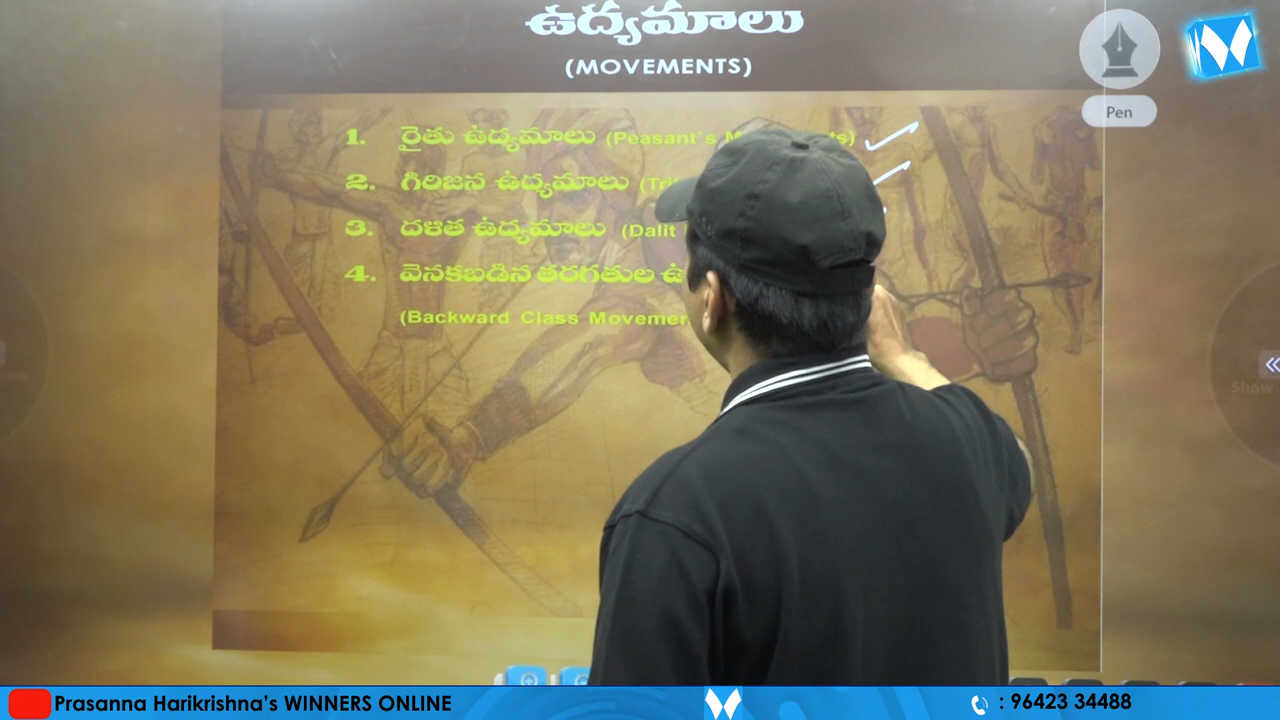 ఉద్యమాలు
(MOVEMENTS)
Pen
1. రైతు ఉద్యమాలు (Peasant's
2. గిరిజన ఉద్యమాలు
3. దళిత ఉద్యమాలు (Dalit
4. వెనకబడిన తరగతుల
(Backward Class
Show
Prasanna Harikrishna's WINNERS ONLINE
: 96423 34488